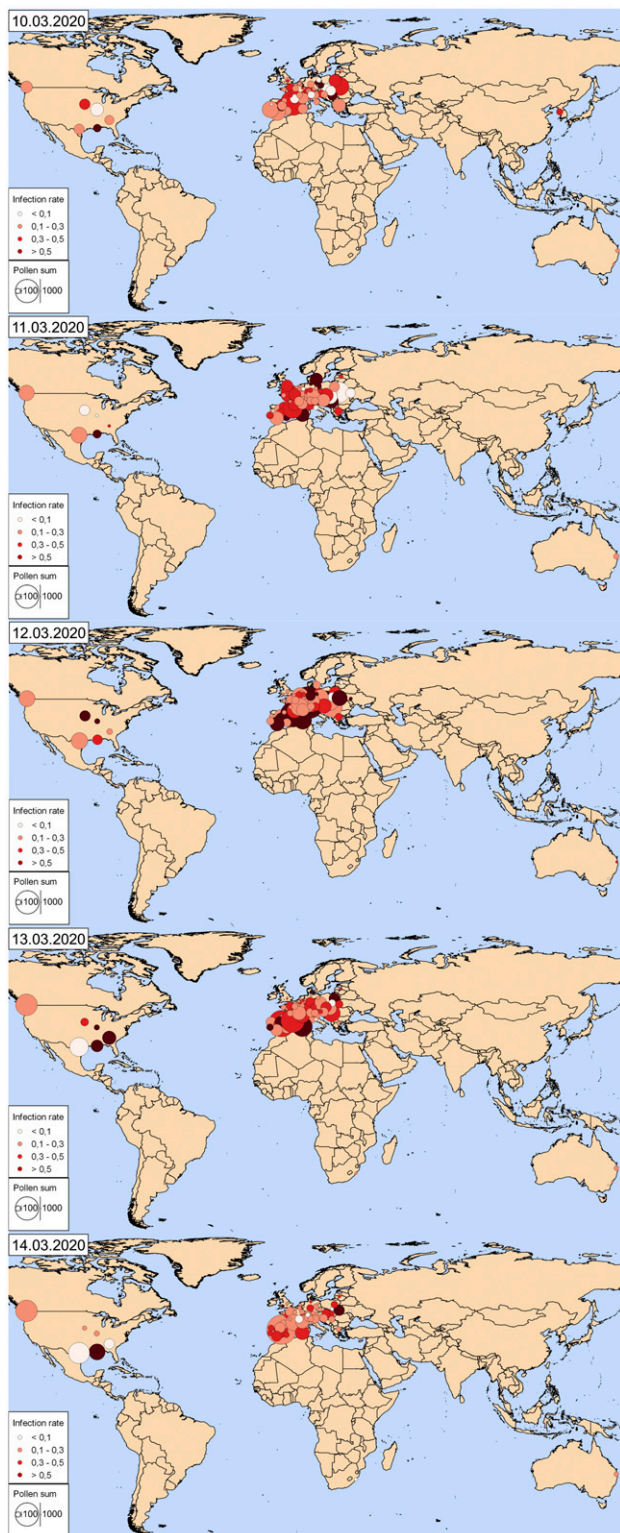 10.03.2020
Infection rate
< 0,1
0,1 - 0,3
0,3 - 0,5
> 0,5
Pollen sum
100 1000
11.03.2020
Infection rate
< 0,1
0,1 - 0,3
0,3 - 0,5
> 0,5
Pollen sum
100 1000
12.03.2020
Infection rate
< 0,1
0,1 - 0,3
0,3 - 0,5
> 0,5
Pollen sum
100 1000
13.03.2020
Infection rate
< 0,1
0,1 - 0,3
0,3 - 0,5
> 0,5
Pollen sum
100 1000
14.03.2020
Infection rate
< 0,1
0,1 - 0,3
0,3 - 0,5
> 0,5
Pollen sum
100 1000